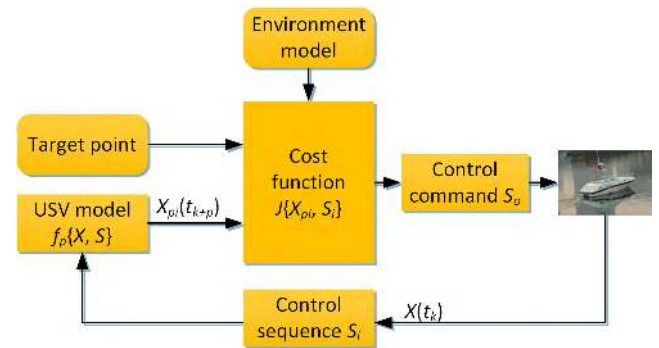 Environment
model
Target point
Cost
function
J{Xpi, Si}
Control
command Sv
USV model
fp{X, S}
Xpi(tk+p)
Control
sequence Si
X(tk)